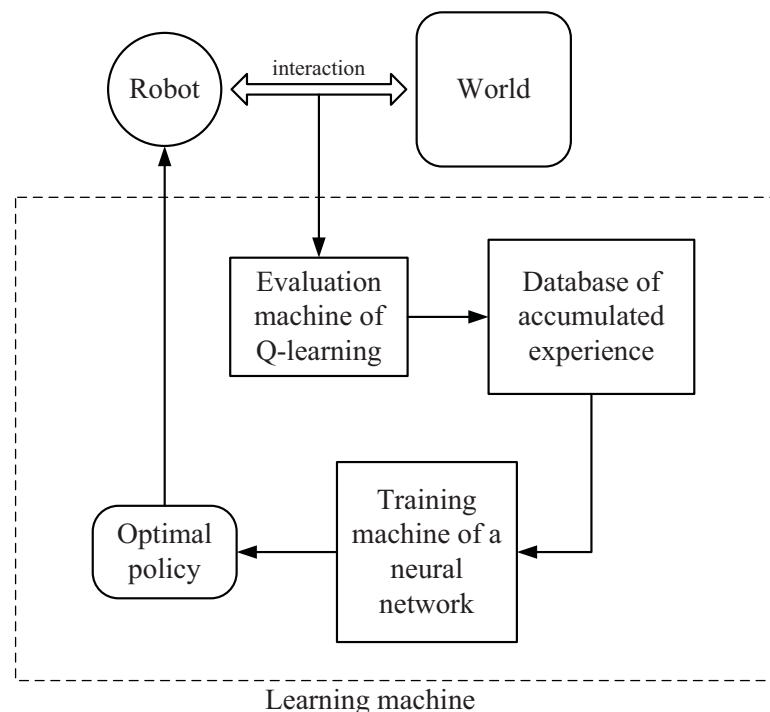 Robot
interaction
World
Evaluation
machine of
Q-learning
Database of
accumulated
experience
Optimal
policy
Training
machine of a
neural
network
Learning machine